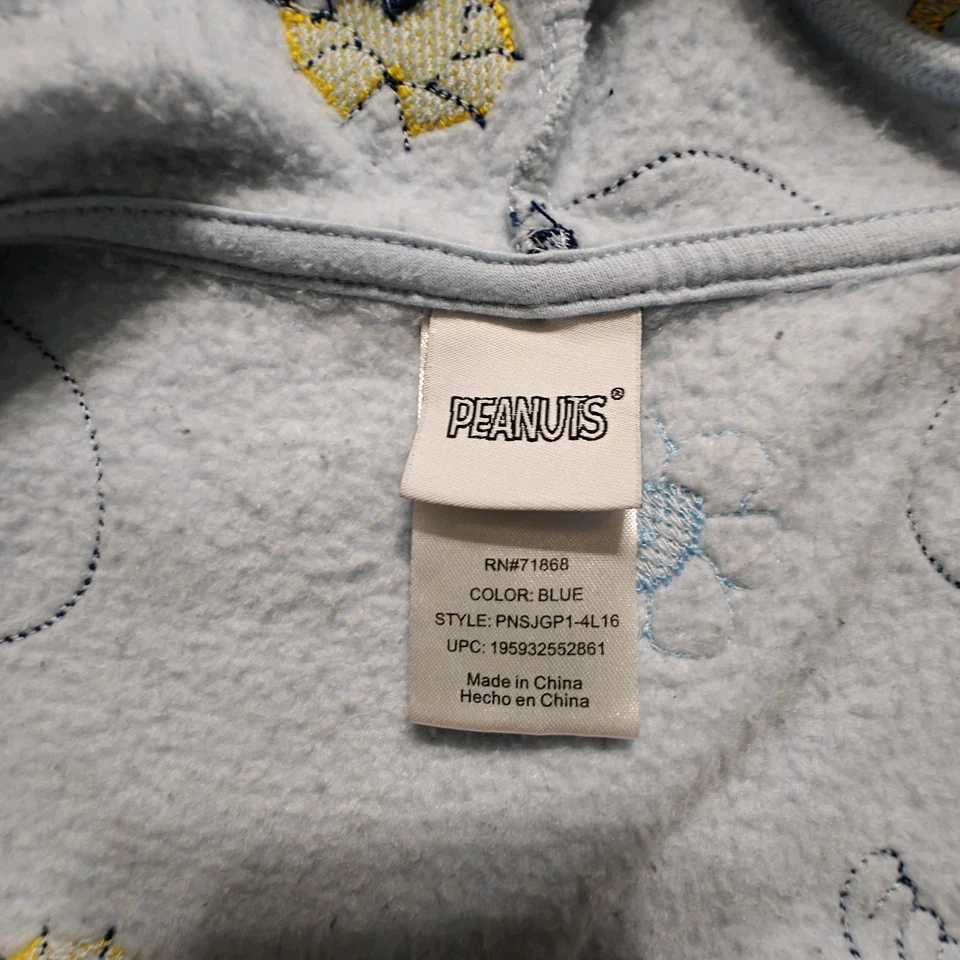 PEANUTS®
RN#71868
COLOR: BLUE
STYLE: PNSJGP1-4L16
UPC: 195932552861
Made in China
Hecho en China